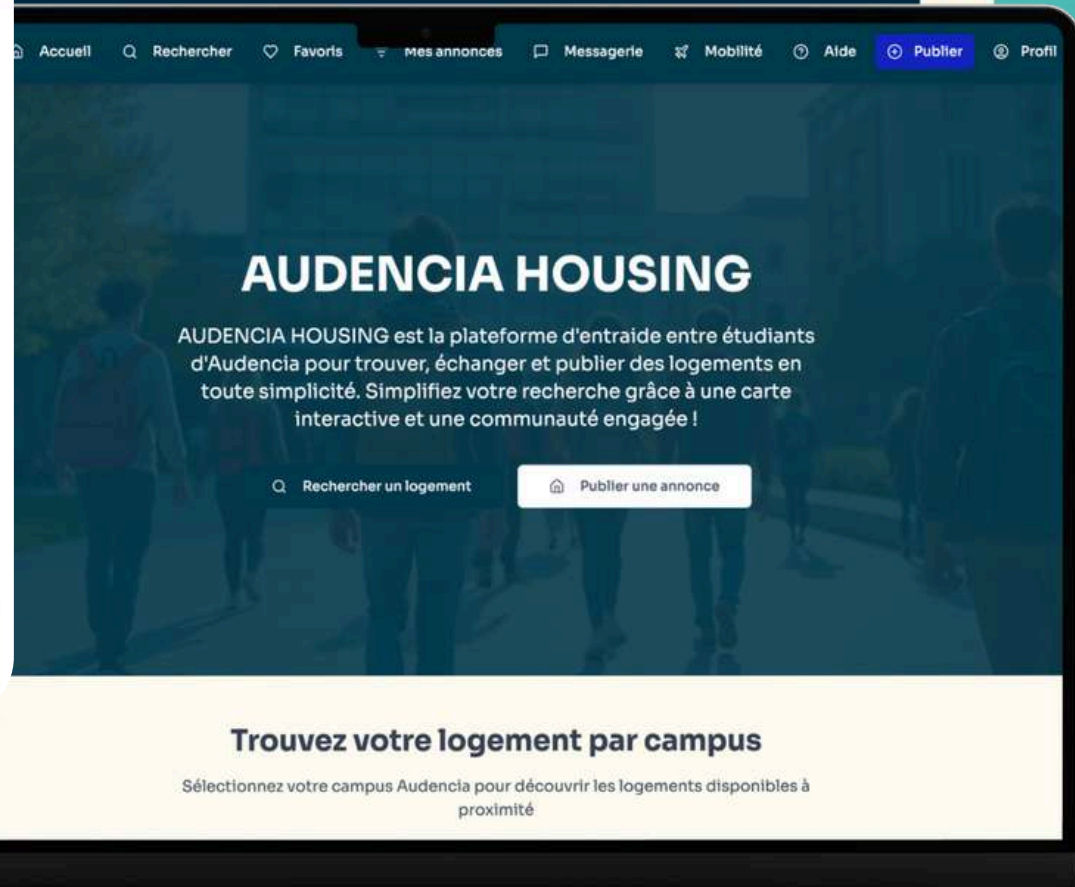 Accueil Rechercher Favoris Mes annonces Messagerie Mobilité Aide Publier Profil
AUDENCIA HOUSING
AUDENCIA HOUSING est la plateforme d'entraide entre étudiants
d'Audencia pour trouver, échanger et publier des logements en
toute simplicité. Simplifiez votre recherche grâce à une carte
interactive et une communauté engagée !
Rechercher un logement Publier une annonce
Trouvez votre logement par campus
Sélectionnez votre campus Audencia pour découvrir les logements disponibles à
proximité